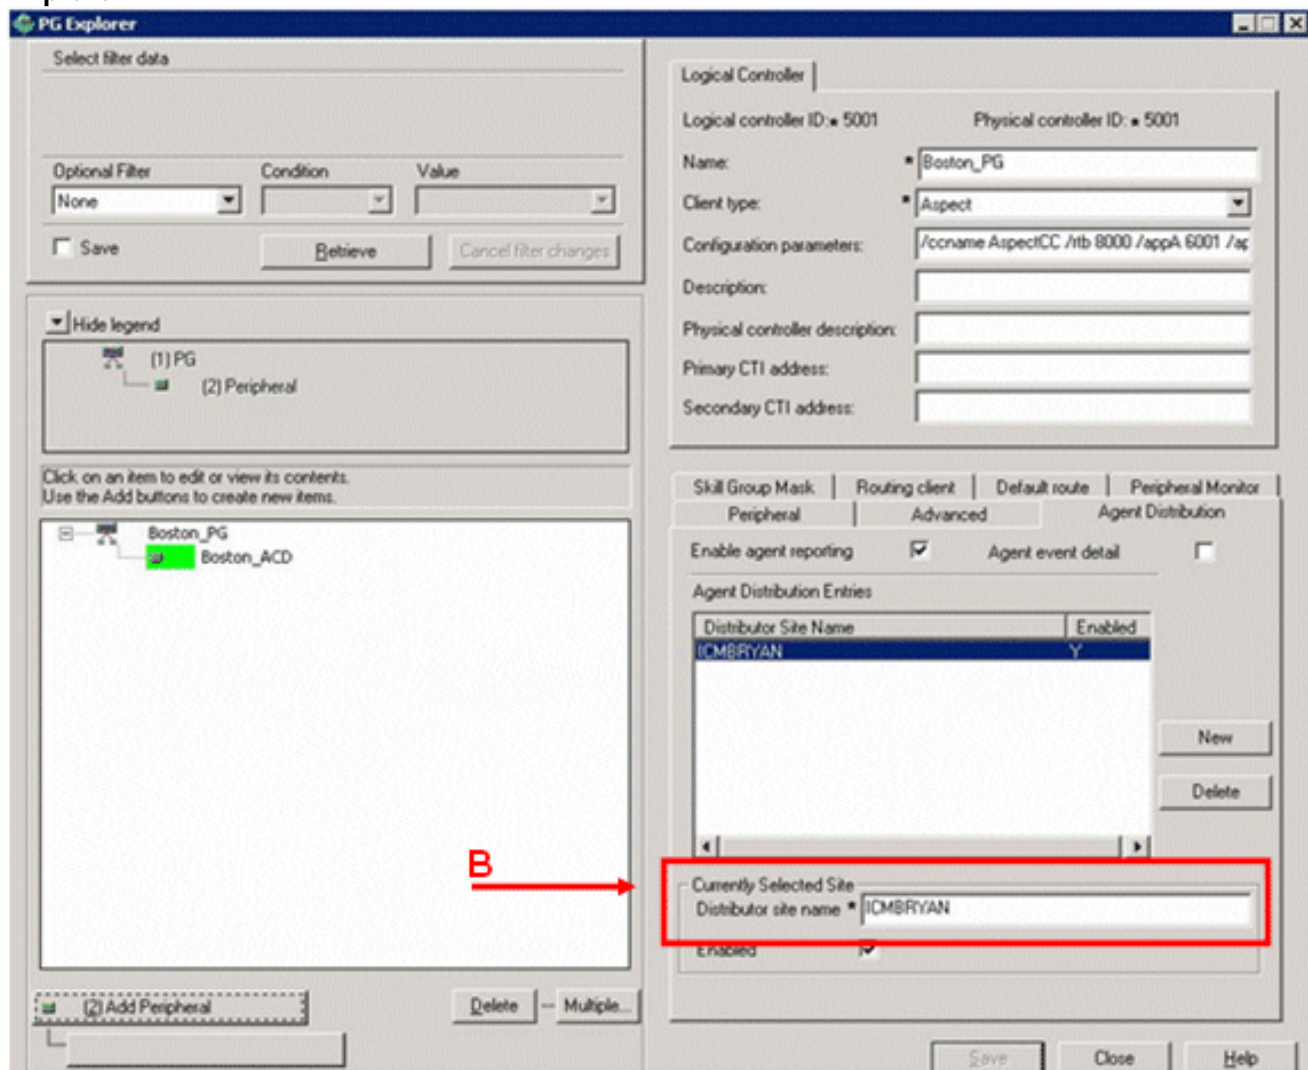 PG Explorer
Select filter data
Optional Filter Condition Value
None
Save Retrieve Cancel filter changes
Hide legend
(1) PG
(2) Peripheral
Click on an item to edit or view its contents.
Use the Add buttons to create new items.
Boston_PG
Boston_ACD
B
(2) Add Peripheral Delete Multiple...
Logical Controller
Logical controller ID: * 5001 Physical controller ID: * 5001
Name: * Boston_PG
Client type: * Aspect
Configuration parameters: /ccname AspectCC /rtb 8000 /appA 6001 /ap
Description:
Physical controller description:
Primary CTI address:
Secondary CTI address:
Skill Group Mask Routing client Default route Peripheral Monitor
Peripheral Advanced Agent Distribution
Enable agent reporting Agent event detail
Agent Distribution Entries
Distributor Site Name Enabled
ICMBRYAN Y
New
Delete
Currently Selected Site
Distributor site name * ICMBRYAN
Enabled
Save Close Help